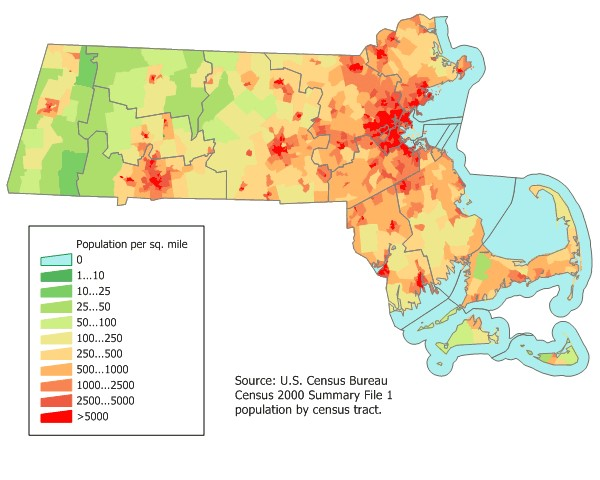 Population per sq. mile
0
1...10
10...25
25...50
50...100
100...250
250...500
500...1000
1000...2500
2500...5000
>5000
Source: U.S. Census Bureau
Census 2000 Summary File 1
population by census tract.